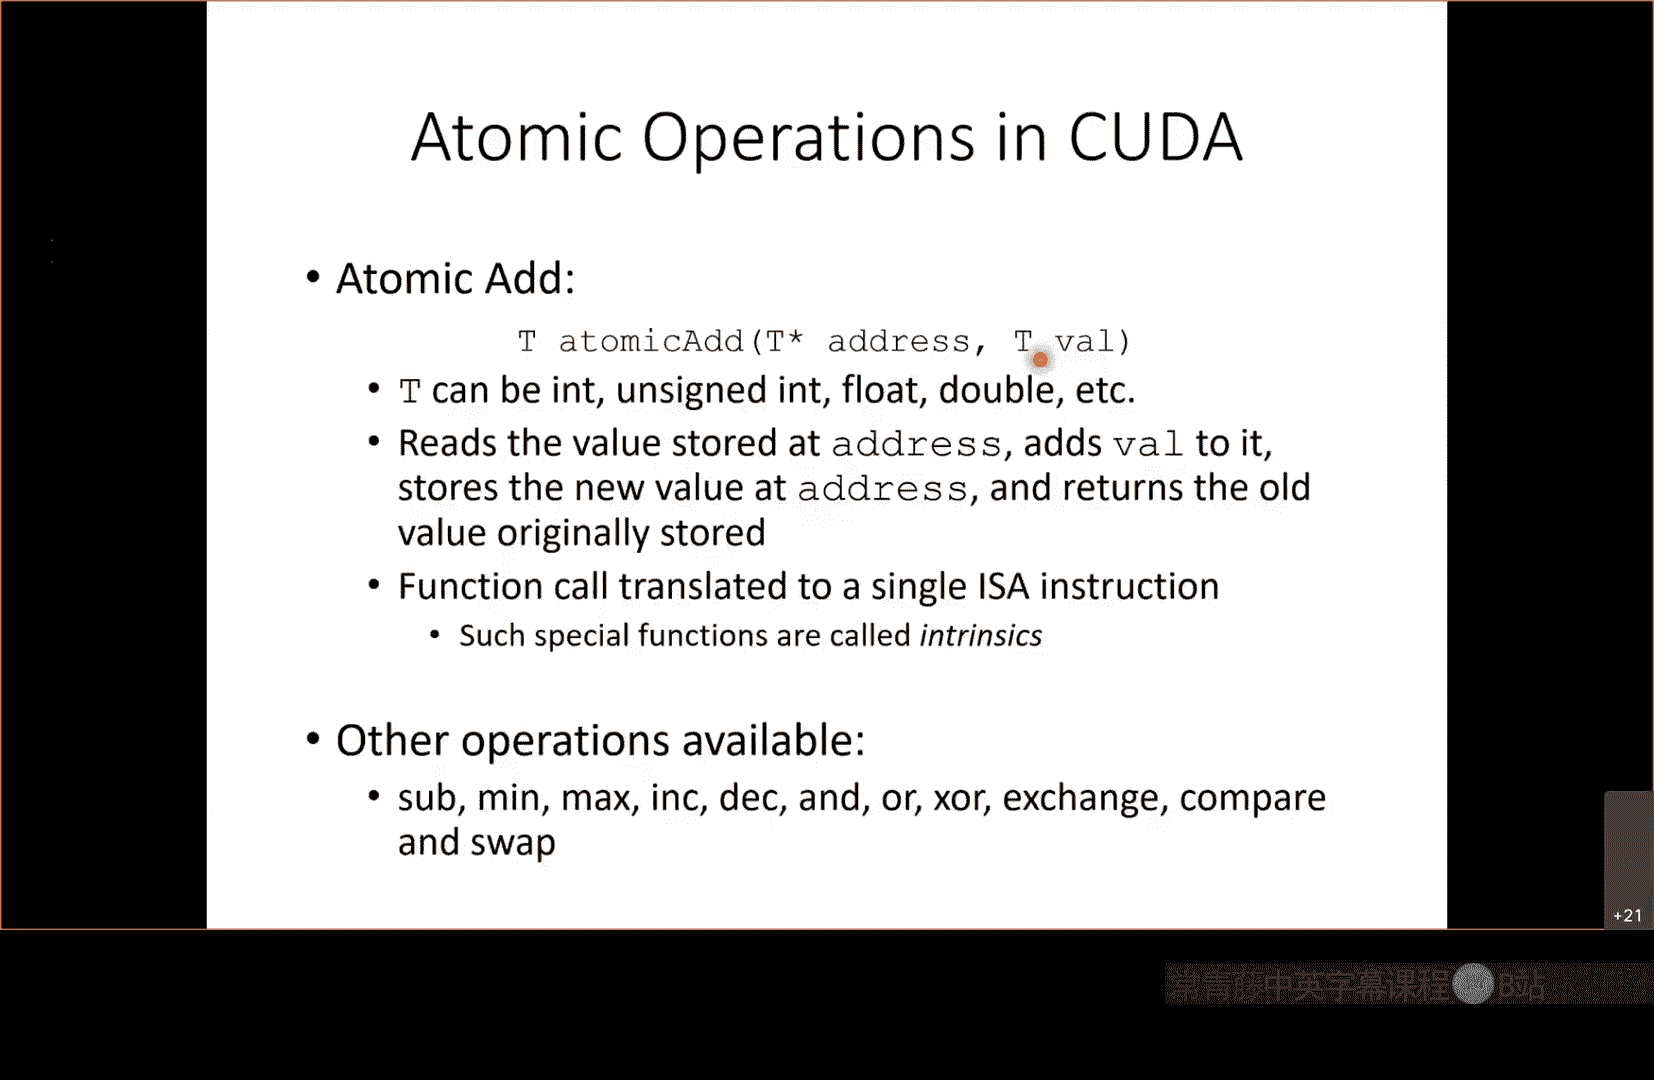 Atomic Operations in CUDA
• Atomic Add:
T atomicAdd(T* address, T val)
• T can be int, unsigned int, float, double, etc.
• Reads the value stored at address, adds val to it,
stores the new value at address, and returns the old
value originally stored
• Function call translated to a single ISA instruction
• Such special functions are called intrinsics
• Other operations available:
• sub, min, max, inc, dec, and, or, xor, exchange, compare
and swap
+21
常青藤中英字幕课程 B站